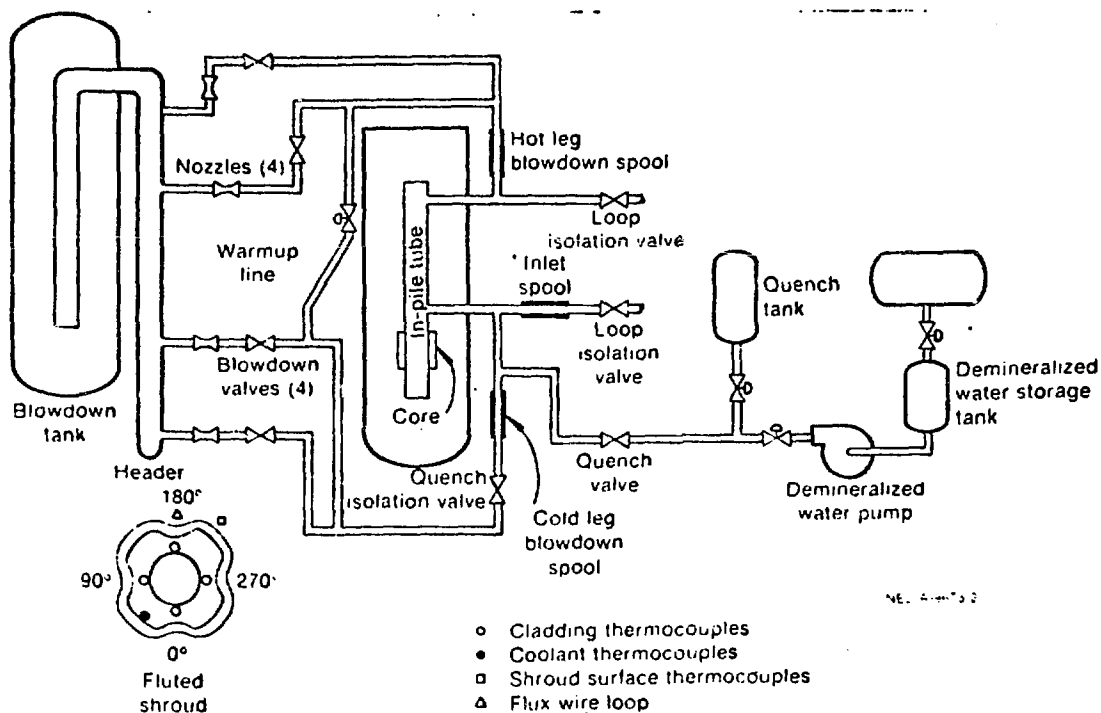 Hot leg
blowdown spool
Nozzles (4)
Loop
isolation valve
Warmup
line
Inlet
spool
In-pile tube
Quench
tank
Loop
isolation
valve
Blowdown
valves (4)
Core
Demineralized
water storage
tank
Blowdown
tank
Header
Quench
isolation valve
Quench
valve
Demineralized
water pump
Cold leg
blowdown
spool
180°
90°
270°
0°
Fluted
shroud
Cladding thermocouples
Coolant thermocouples
Shroud surface thermocouples
Flux wire loop